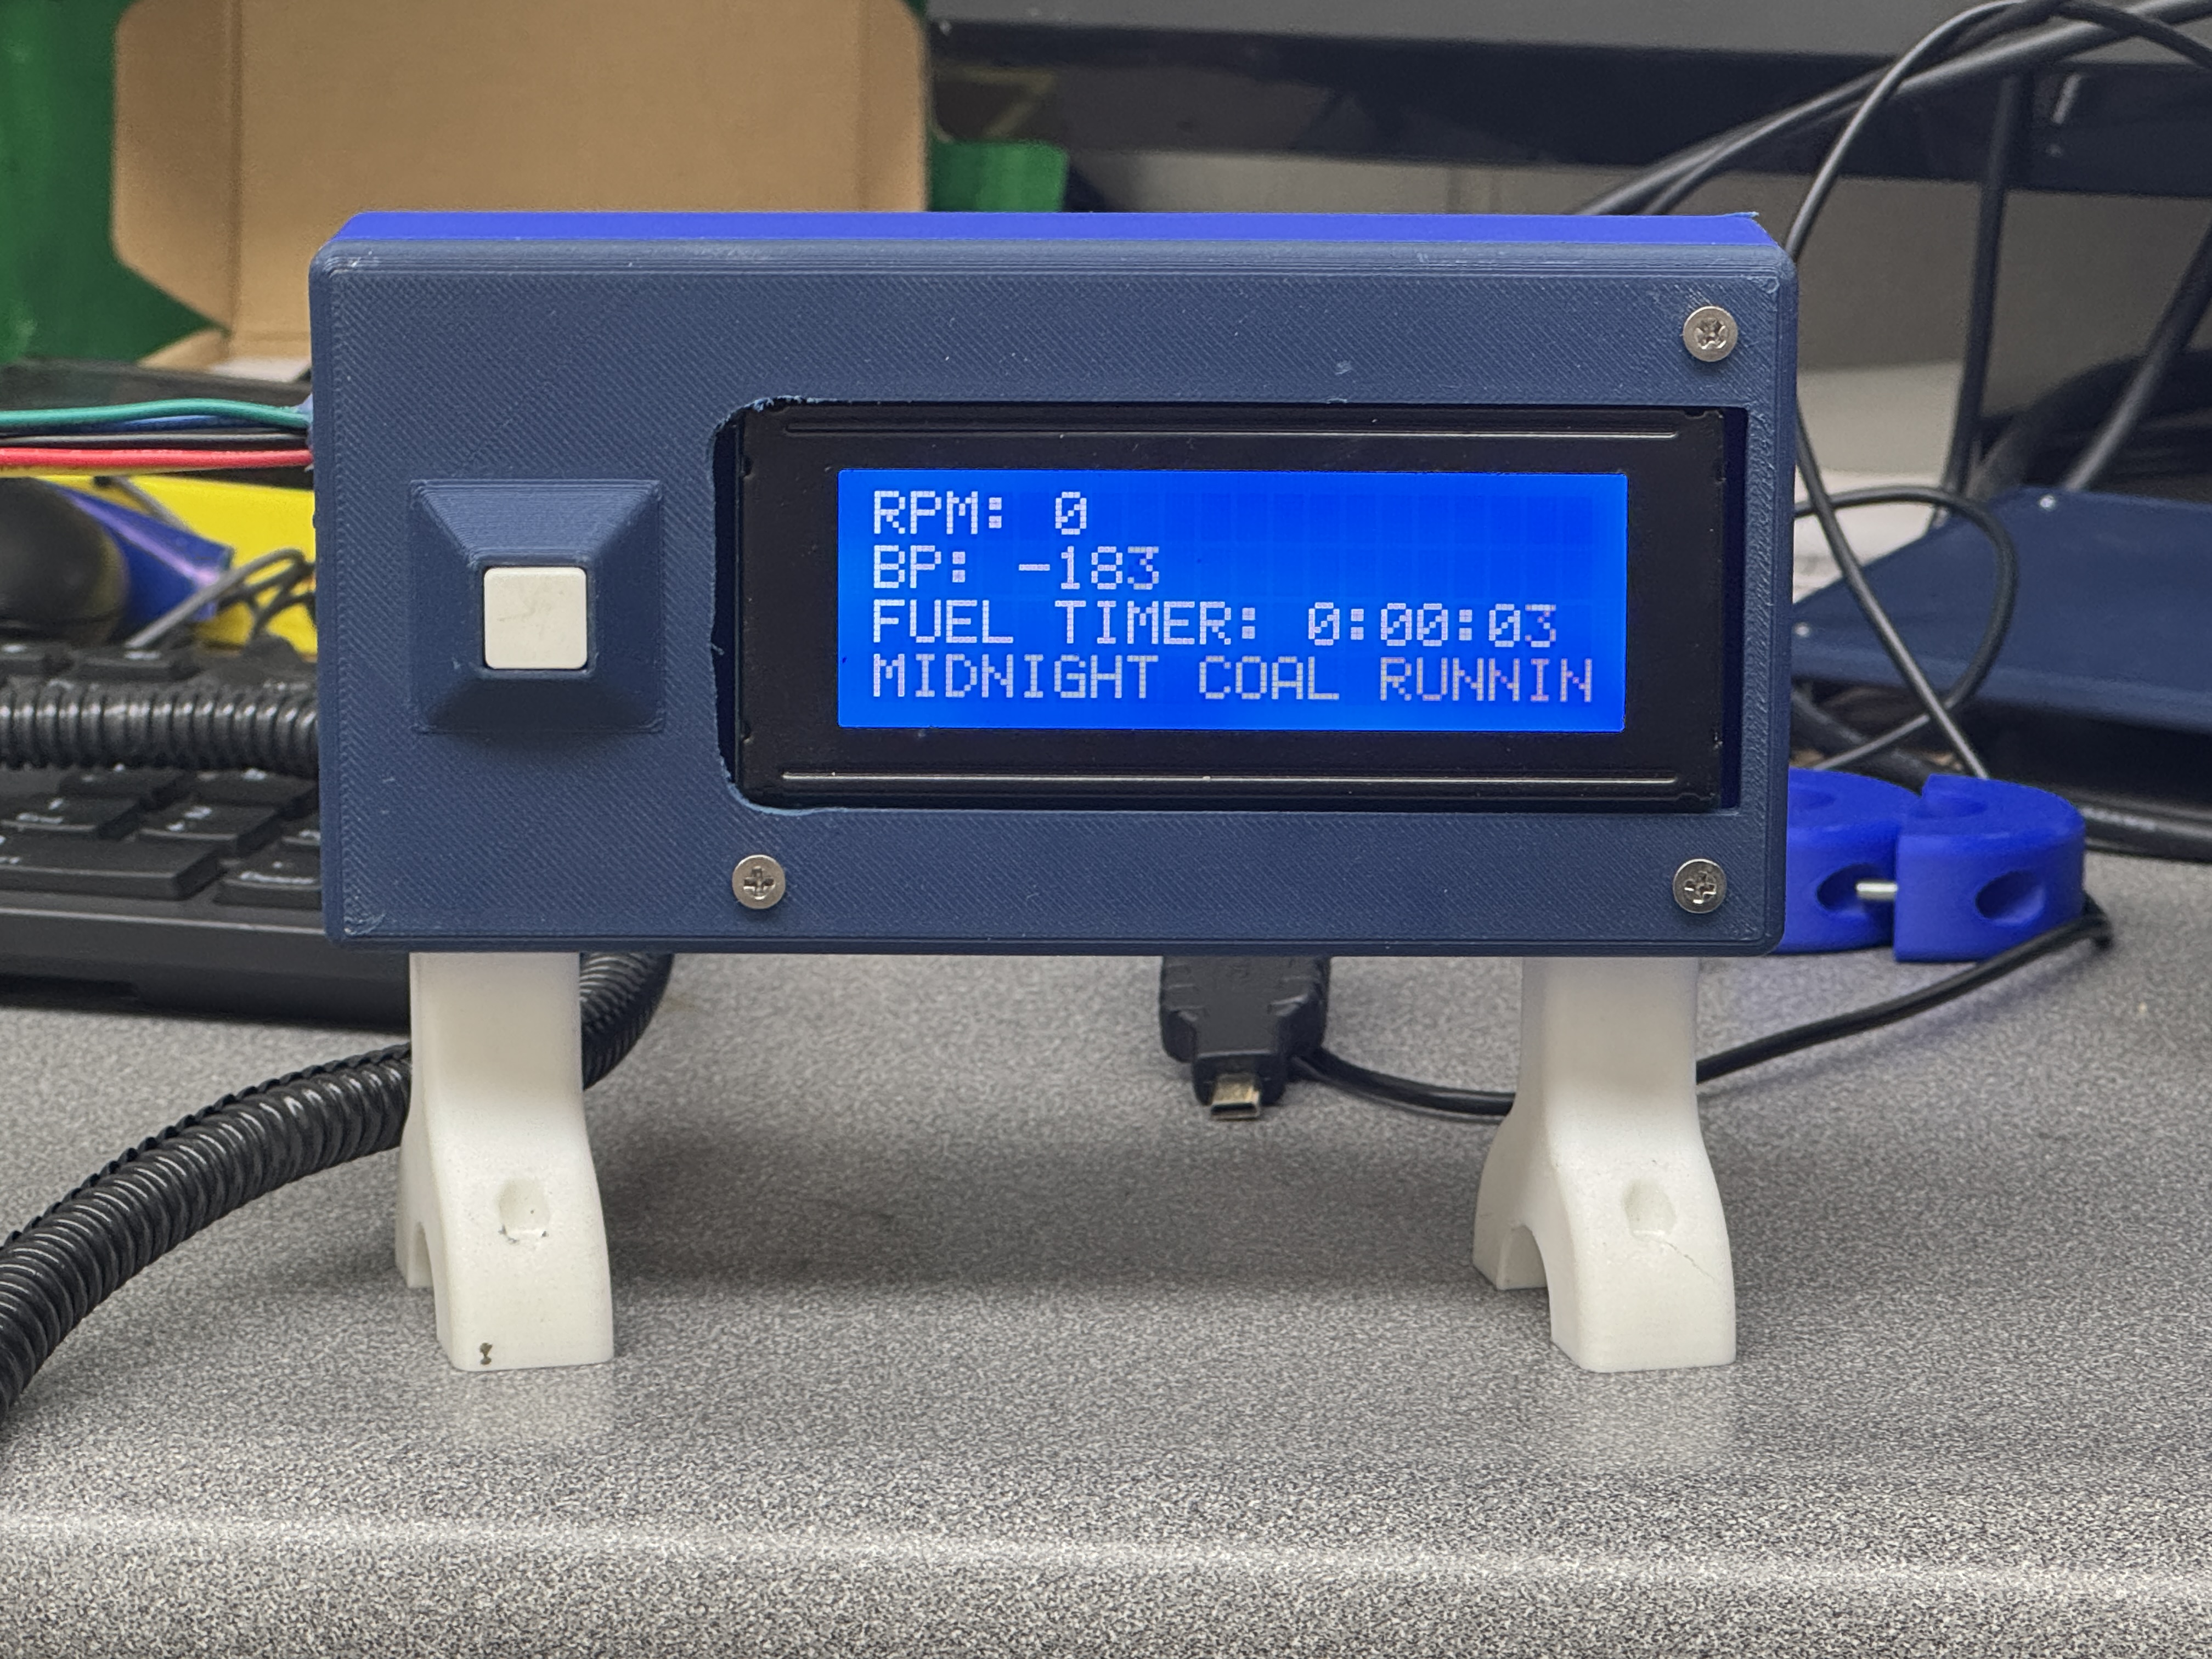 RPM: 0
BP: -183
FUEL TIMER: 0:00:03
MIDNIGHT COAL RUNNIN